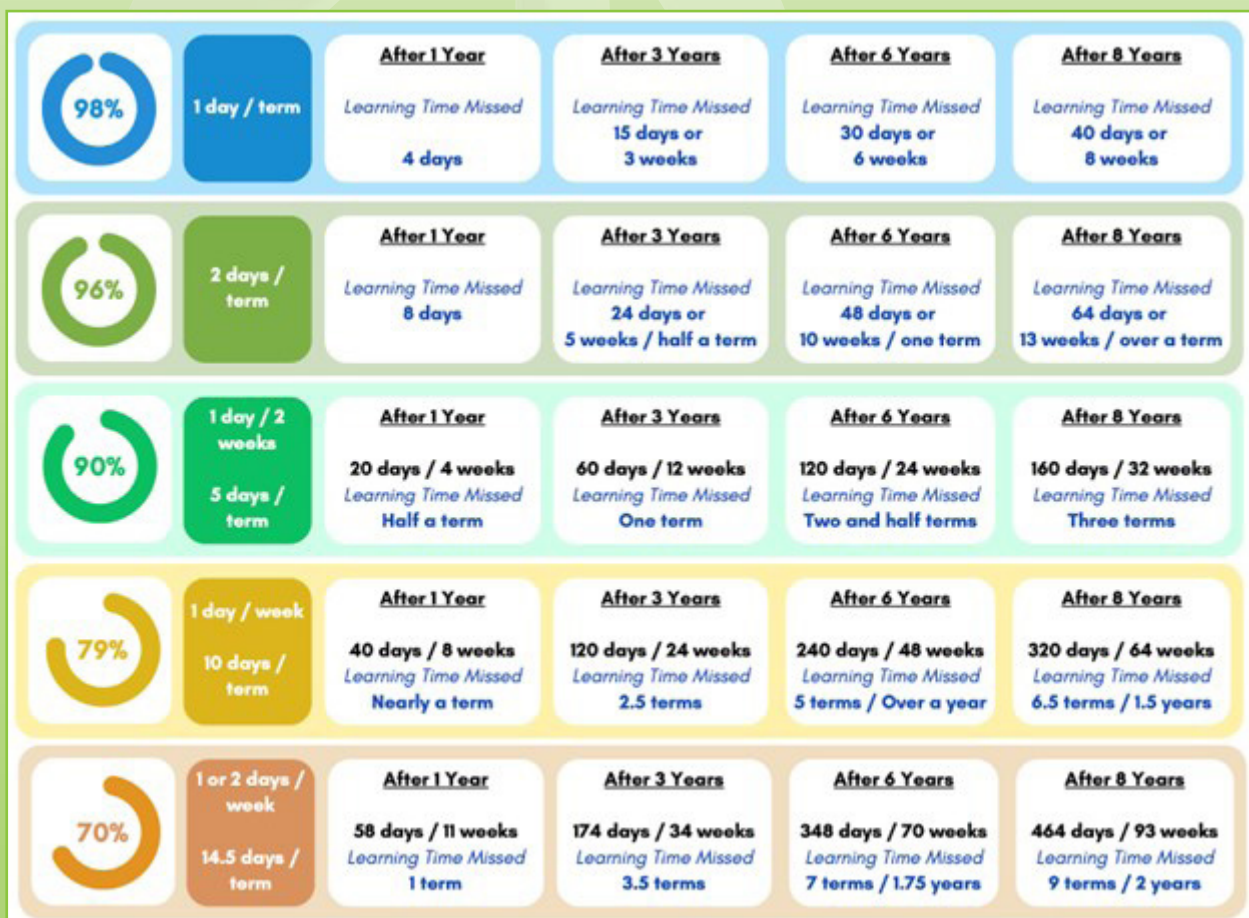 98%
1 day / term
After 1 Year
Learning Time Missed
4 days
After 3 Years
Learning Time Missed
15 days or
3 weeks
After 6 Years
Learning Time Missed
30 days or
6 weeks
After 8 Years
Learning Time Missed
40 days or
8 weeks
96%
2 days /
term
After 1 Year
Learning Time Missed
8 days
After 3 Years
Learning Time Missed
24 days or
5 weeks / half a term
After 6 Years
Learning Time Missed
48 days or
10 weeks / one term
After 8 Years
Learning Time Missed
64 days or
13 weeks / over a term
90%
1 day / 2
weeks
5 days /
term
After 1 Year
20 days / 4 weeks
Learning Time Missed
Half a term
After 3 Years
60 days / 12 weeks
Learning Time Missed
One term
After 6 Years
120 days / 24 weeks
Learning Time Missed
Two and half terms
After 8 Years
160 days / 32 weeks
Learning Time Missed
Three terms
79%
1 day / week
10 days /
term
After 1 Year
40 days / 8 weeks
Learning Time Missed
Nearly a term
After 3 Years
120 days / 24 weeks
Learning Time Missed
2.5 terms
After 6 Years
240 days / 48 weeks
Learning Time Missed
5 terms / Over a year
After 8 Years
320 days / 64 weeks
Learning Time Missed
6.5 terms / 1.5 years
70%
1 or 2 days /
week
14.5 days /
term
After 1 Year
58 days / 11 weeks
Learning Time Missed
1 term
After 3 Years
174 days / 34 weeks
Learning Time Missed
3.5 terms
After 6 Years
348 days / 70 weeks
Learning Time Missed
7 terms / 1.75 years
After 8 Years
464 days / 93 weeks
Learning Time Missed
9 terms / 2 years